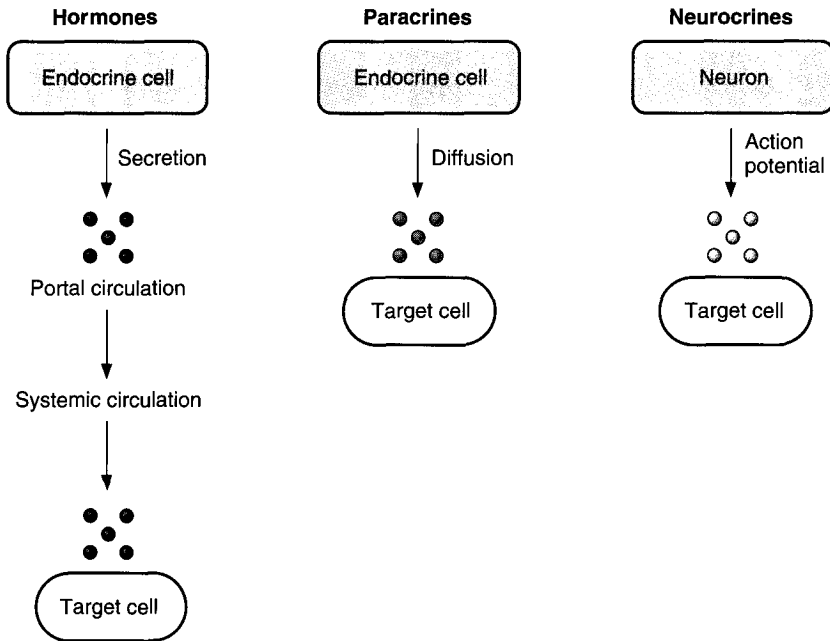 Hormones
Endocrine cell
Secretion
Portal circulation
Systemic circulation
Target cell
Paracrines
Endocrine cell
Diffusion
Target cell
Neurocrines
Neuron
Action
potential
Target cell